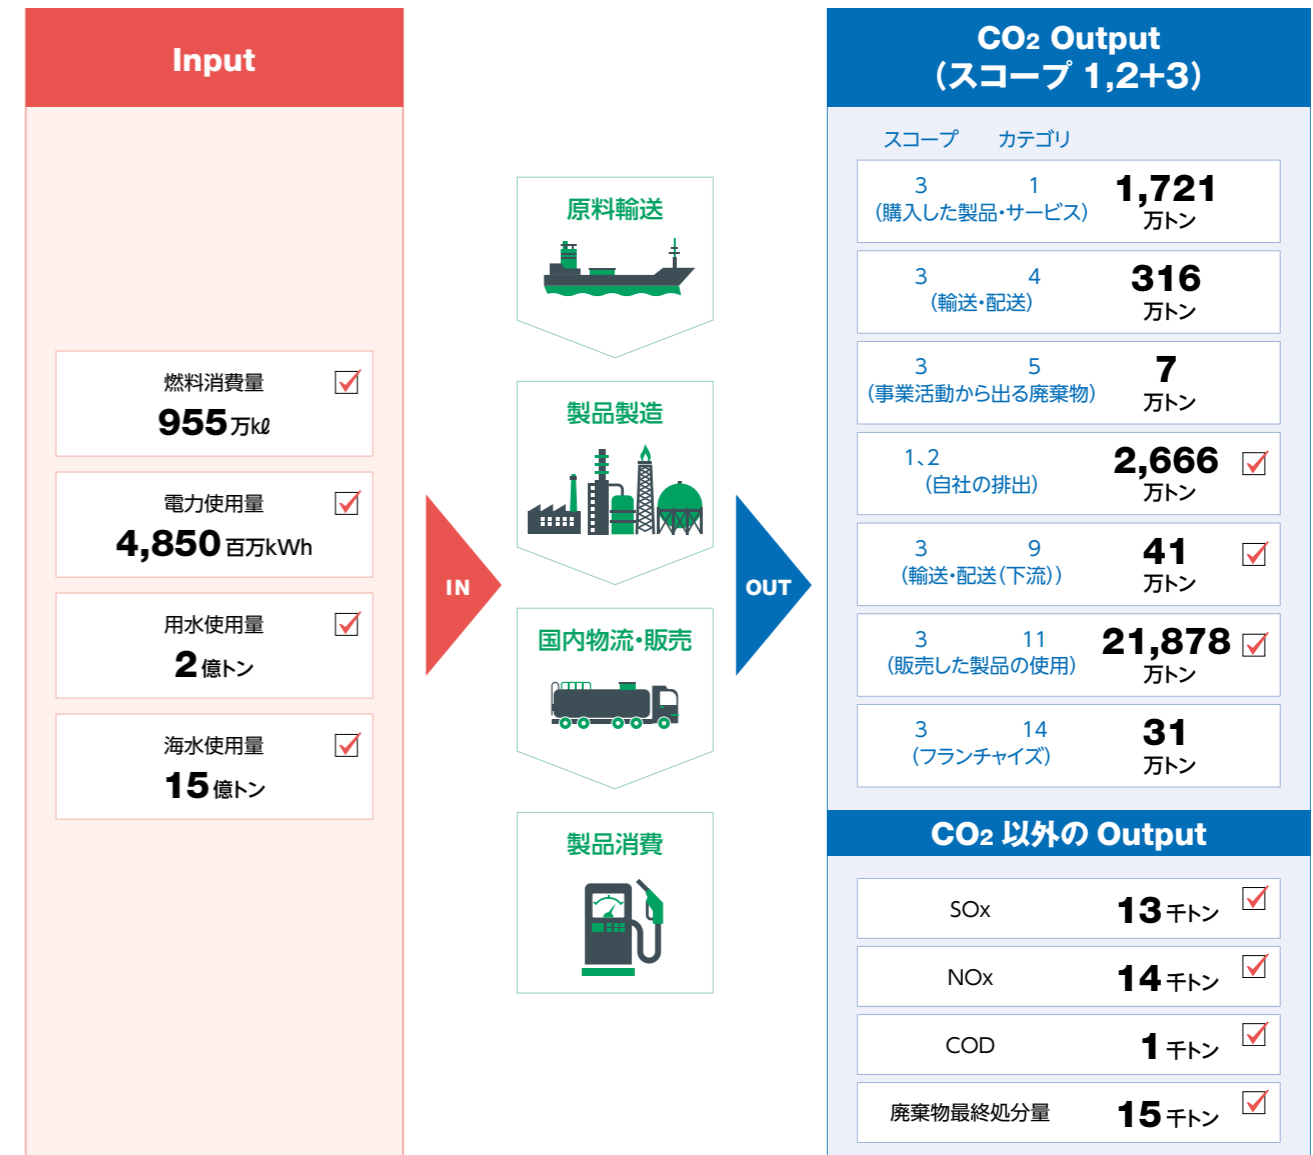 Input
燃料消費量
955万kℓ
電力使用量
4,850百万kWh
用水使用量
2億トン
海水使用量
15億トン
IN
原料輸送
製品製造
国内物流・販売
製品消費
OUT
CO2 Output
（スコープ 1,2+3）
スコープ カテゴリ
3 1
（購入した製品・サービス）
1,721
万トン
3 4
（輸送・配送）
316
万トン
3 5
（事業活動から出る廃棄物）
7
万トン
1、2
（自社の排出）
2,666
万トン
3 9
（輸送・配送（下流））
41
万トン
3 11
（販売した製品の使用）
21,878
万トン
3 14
（フランチャイズ）
31
万トン
CO2 以外の Output
SOx 13千トン
NOx 14千トン
COD 1千トン
廃棄物最終処分量 15千トン